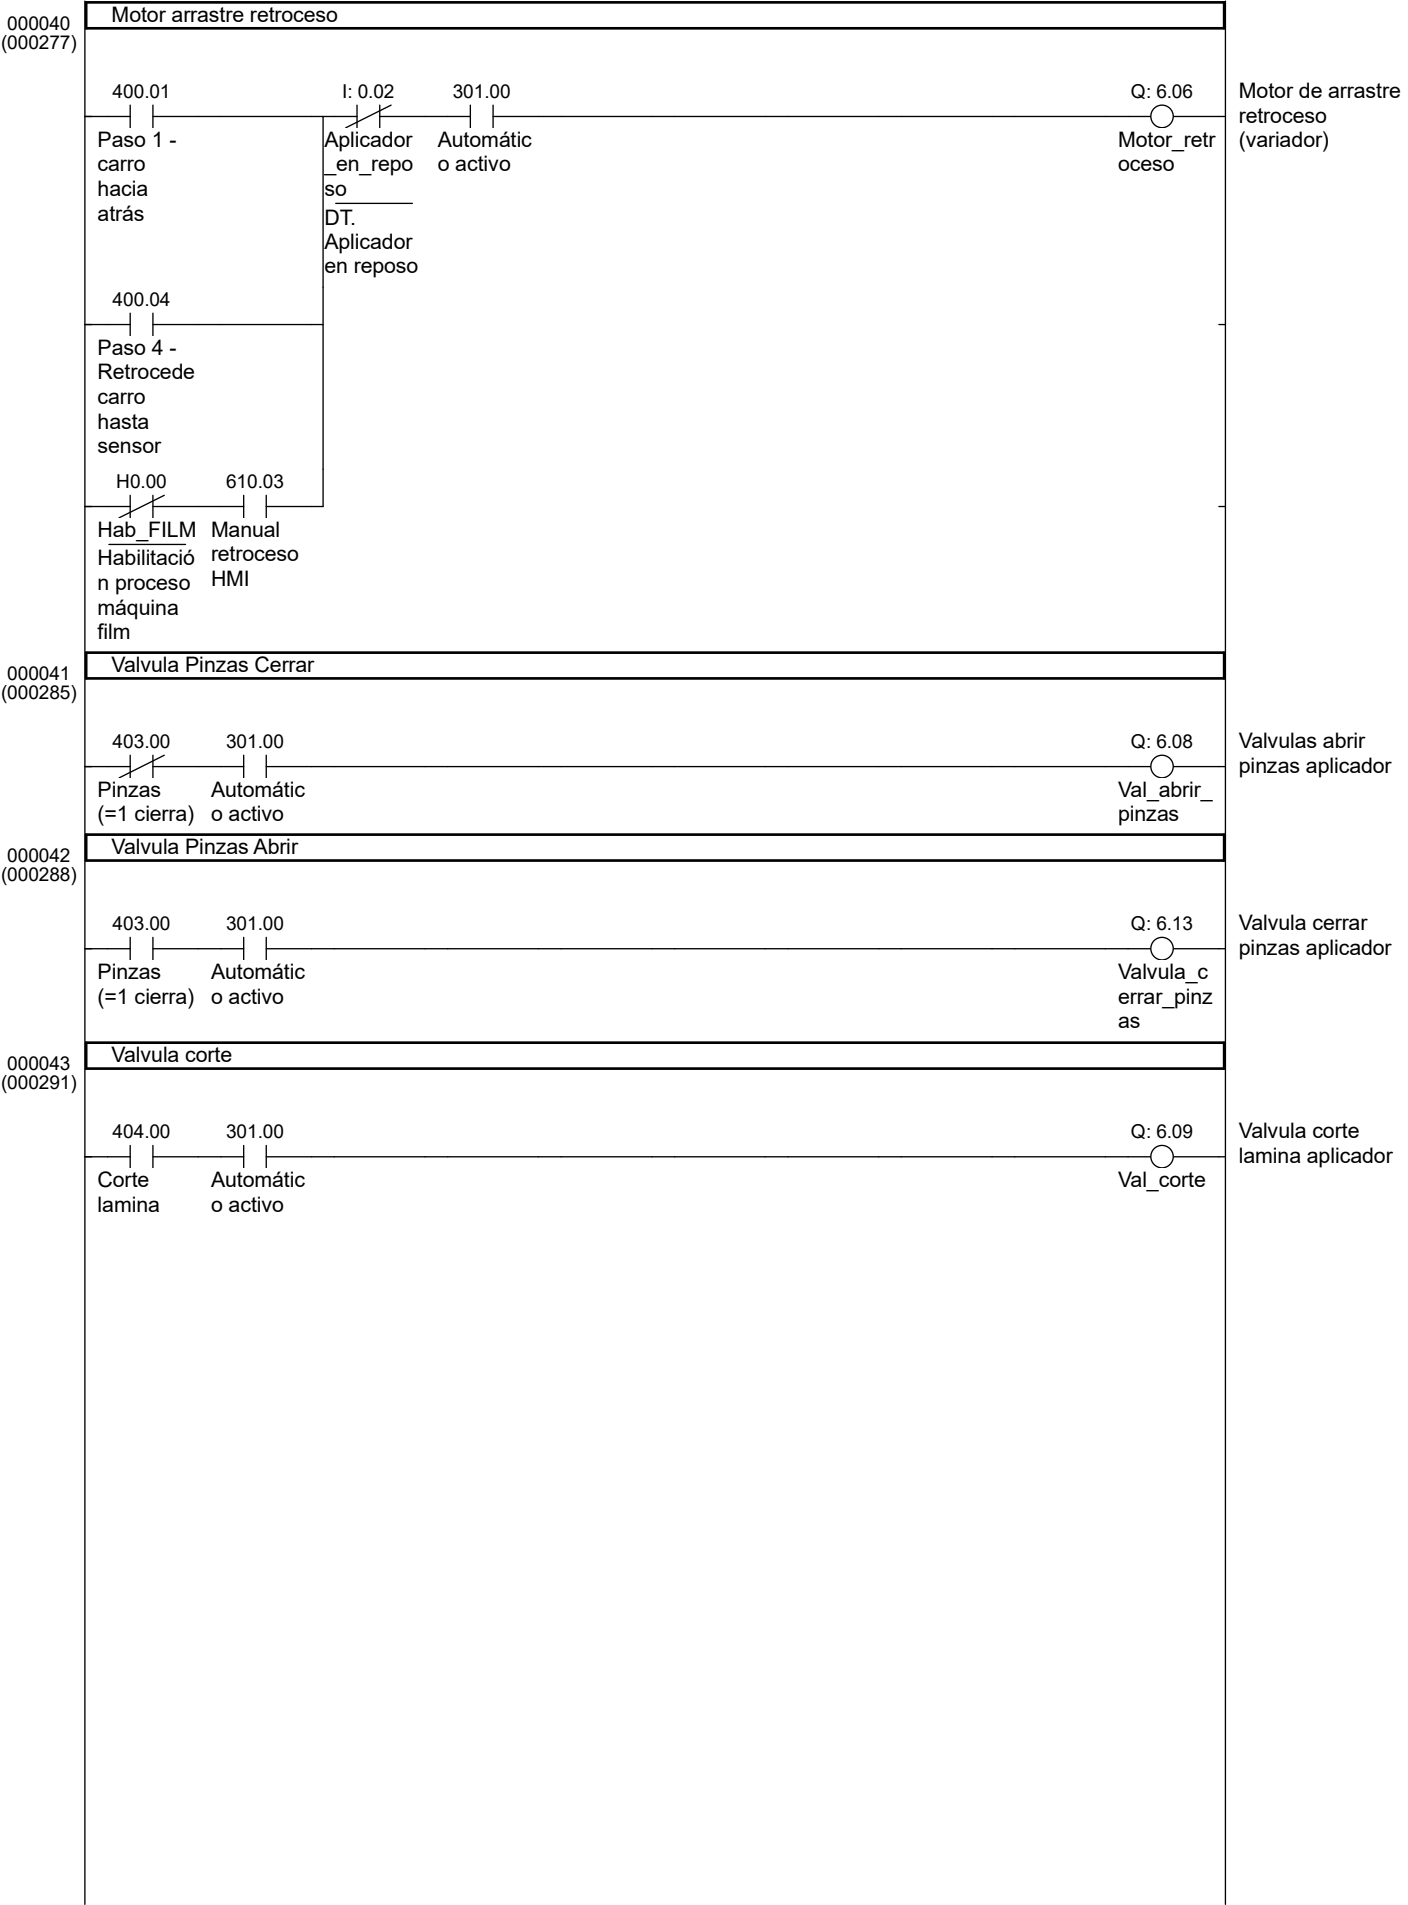 000040
(000277)
Motor arrastre retroceso
400.01
I: 0.02
301.00
Q: 6.06
Motor de arrastre
retroceso
(variador)
Paso 1 -
carro
hacia
atrás
Aplicador
_en_repo
so
DT.
Aplicador
en reposo
Automátic
o activo
Motor_retr
oceso
400.04
Paso 4 -
Retrocede
carro
hasta
sensor
H0.00
610.03
Hab_FILM
Habilitació
n proceso
máquina
film
Manual
retroceso
HMI
000041
(000285)
Valvula Pinzas Cerrar
403.00
301.00
Q: 6.08
Valvulas abrir
pinzas aplicador
Pinzas
(=1 cierra)
Automátic
o activo
Val_abrir_
pinzas
000042
(000288)
Valvula Pinzas Abrir
403.00
301.00
Q: 6.13
Valvula cerrar
pinzas aplicador
Pinzas
(=1 cierra)
Automátic
o activo
Valvula_c
errar_pinz
as
000043
(000291)
Valvula corte
404.00
301.00
Q: 6.09
Valvula corte
lamina aplicador
Corte
lamina
Automátic
o activo
Val_corte